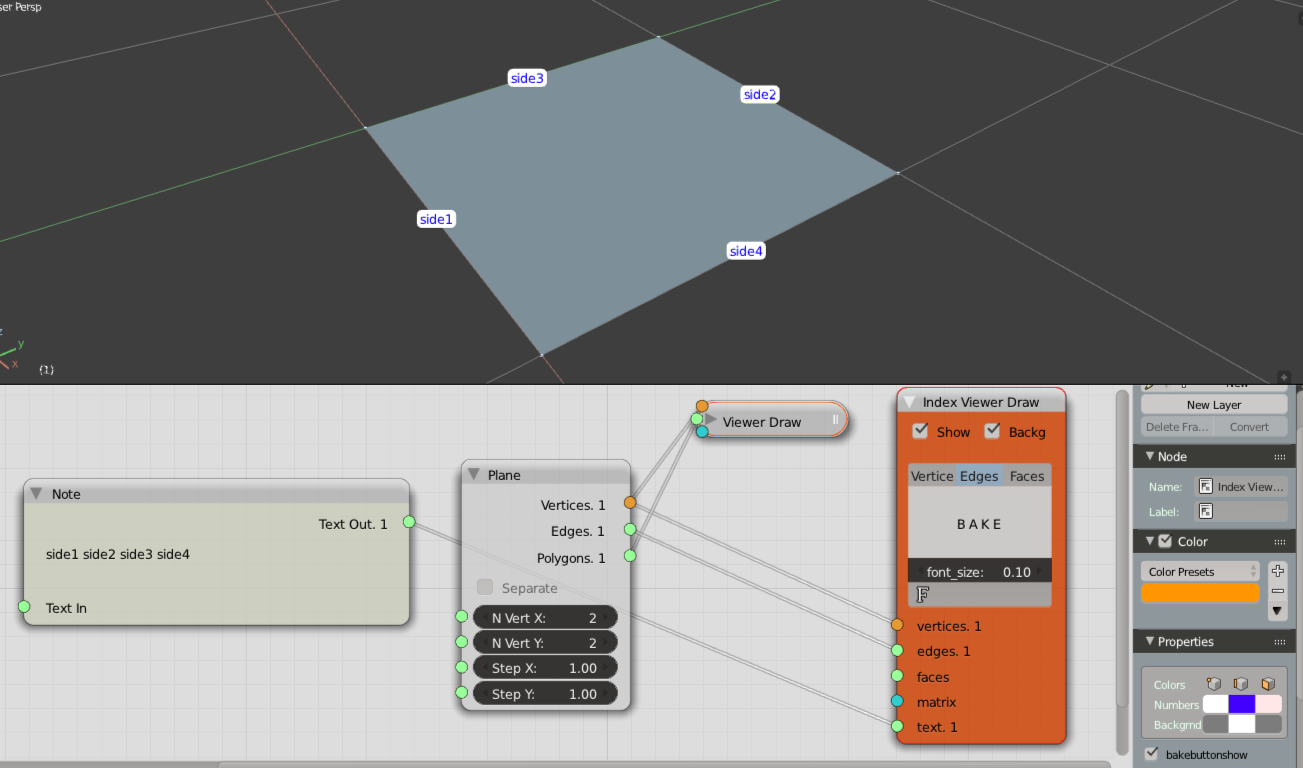 ser Persp
side3
side2
side1
side4
z
y
x
(1)
Viewer Draw
Note
Text Out. 1
side1 side2 side3 side4
Text In
Plane
Vertices. 1
Edges. 1
Polygons. 1
Separate
N Vert X: 2
N Vert Y: 2
Step X: 1.00
Step Y: 1.00
Index Viewer Draw
Show Backg
Vertice Edges Faces
BAKE
font_size: 0.10
F
vertices. 1
edges. 1
faces
matrix
text. 1
New
New Layer
Delete Fra... Convert
Node
Name: Index View...
Label:
Color
Color Presets
Properties
Colors
Numbers
Backgrnd
bakebuttonshow